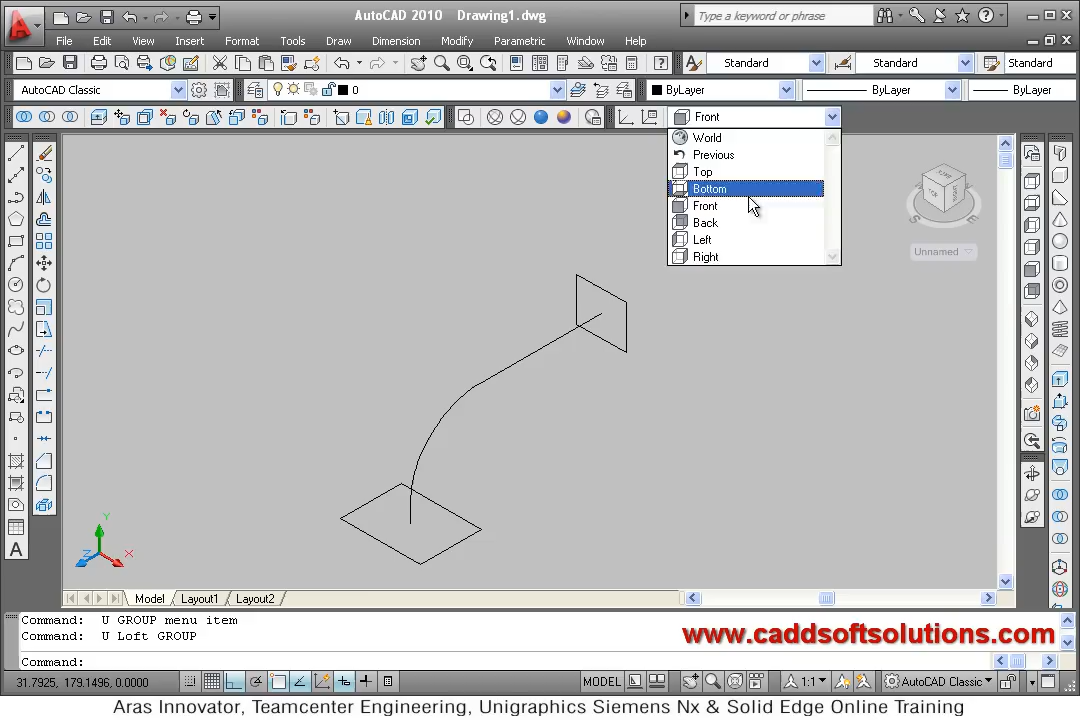 AutoCAD 2010 Drawing1.dwg
Type a keyword or phrase
File Edit View Insert Format Tools Draw Dimension Modify Parametric Window Help
Standard Standard Standard
AutoCAD Classic 0 ByLayer ByLayer ByLayer
Front
World
Previous
Top
Bottom
Front
Back
Left
Right
TOP
Unnamed
Y
Z X
A
Model Layout1 Layout2
Command: U GROUP menu item
Command: U Loft GROUP
www.caddsoftsolutions.com
Command:
31.7925, 179.1496, 0.0000 MODEL 1:1 AutoCAD Classic
Aras Innovator, Teamcenter Engineering, Unigraphics Siemens Nx & Solid Edge Online Training